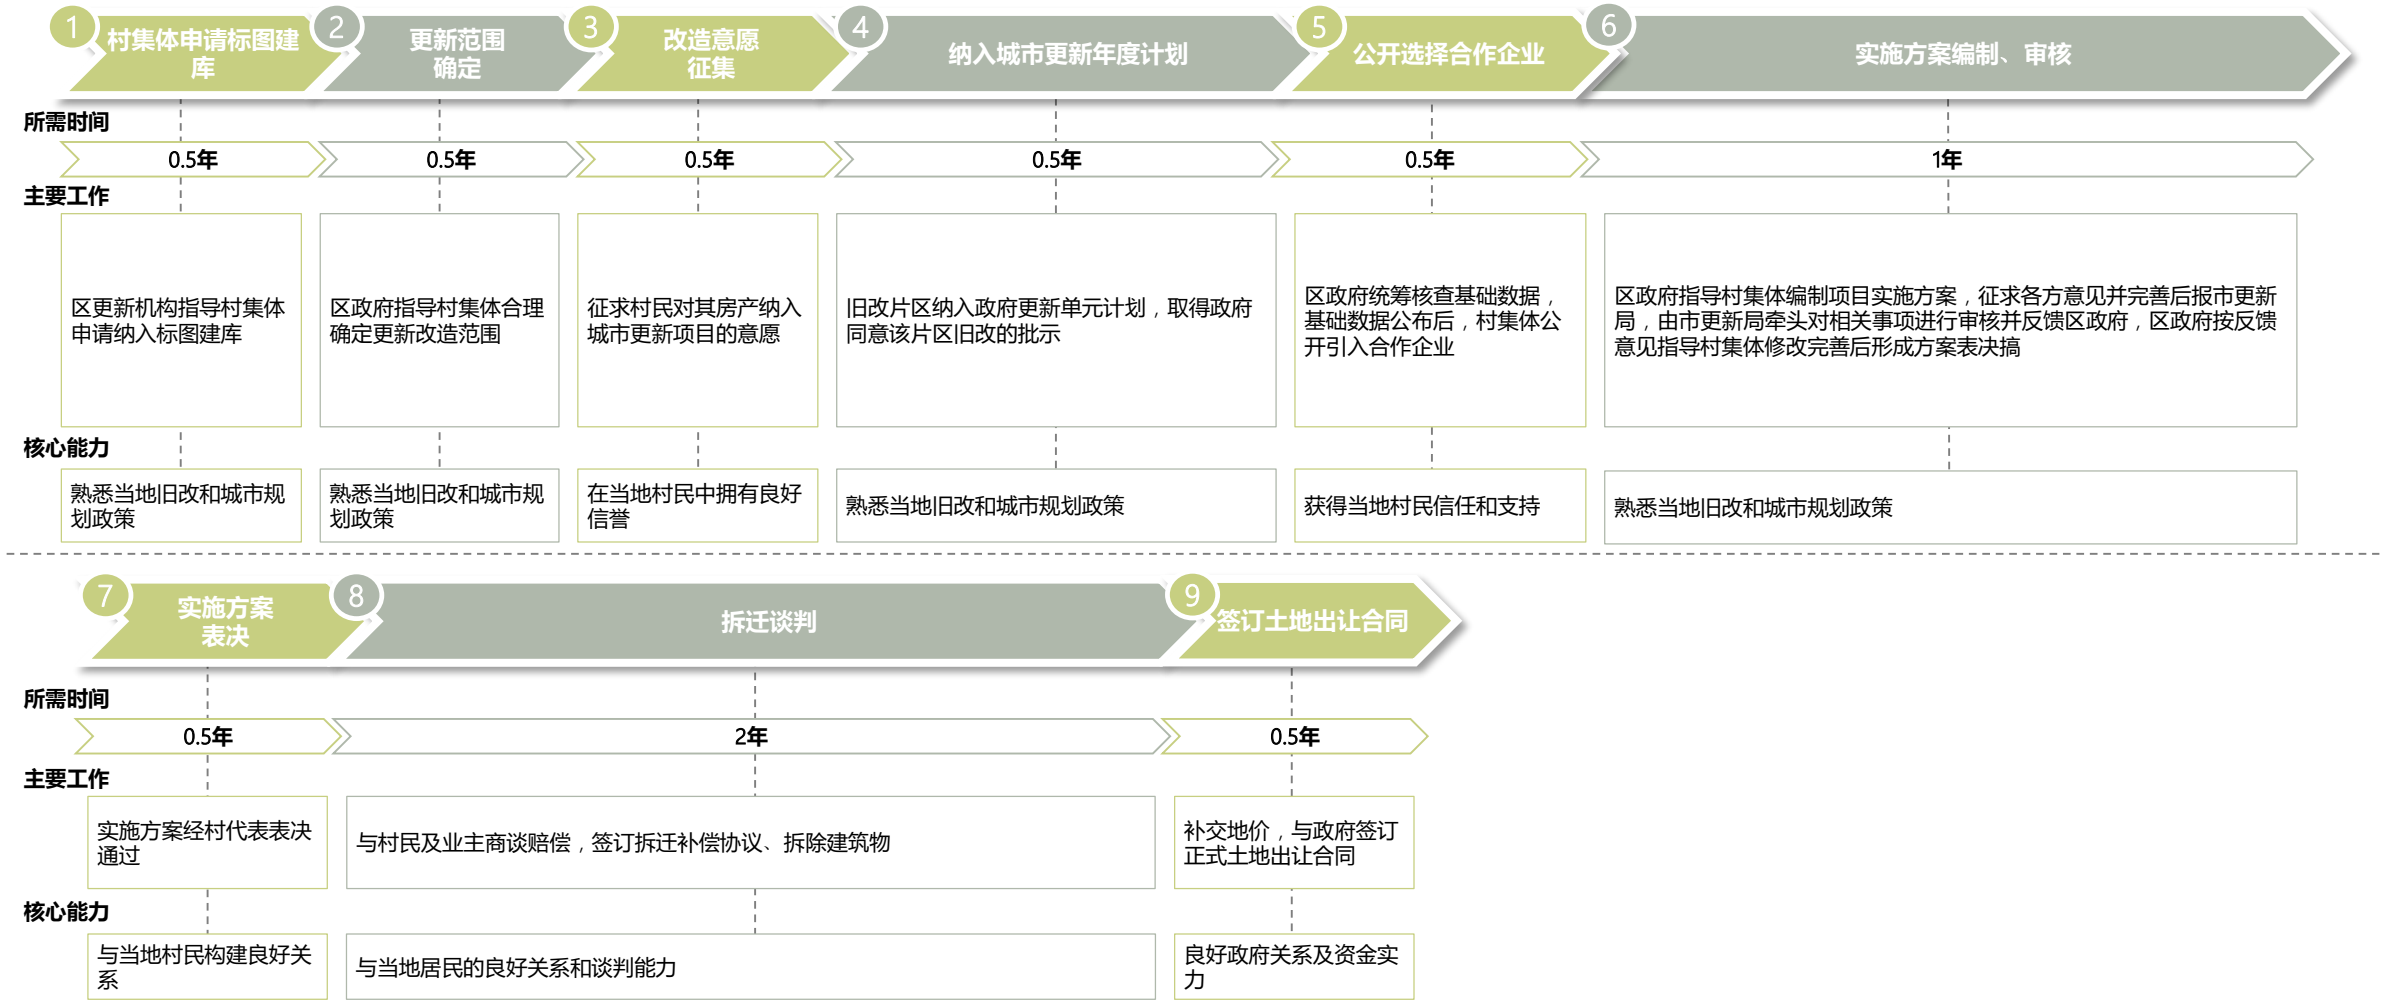 1
村集体申请标图建
库
2
更新范围
确定
3
改造意愿
征集
4
纳入城市更新年度计划
5
公开选择合作企业
6
实施方案编制、审核
所需时间
0.5年
0.5年
0.5年
0.5年
0.5年
1年
主要工作
区更新机构指导村集体
申请纳入标图建库
区政府指导村集体合理
确定更新改造范围
征求村民对其房产纳入
城市更新项目的意愿
旧改片区纳入政府更新单元计划，取得政府
同意该片区旧改的批示
区政府统筹核查基础数据，
基础数据公布后，村集体公
开引入合作企业
区政府指导村集体编制项目实施方案，征求各方意见并完善后报市更新
局，由市更新局牵头对相关事项进行审核并反馈区政府，区政府按反馈
意见指导村集体修改完善后形成方案表决搞
核心能力
熟悉当地旧改和城市规
划政策
熟悉当地旧改和城市规
划政策
在当地村民中拥有良好
信誉
熟悉当地旧改和城市规划政策
获得当地村民信任和支持
熟悉当地旧改和城市规划政策
7
实施方案
表决
8
拆迁谈判
9
签订土地出让合同
所需时间
0.5年
2年
0.5年
主要工作
实施方案经村代表表决
通过
与村民及业主商谈赔偿，签订拆迁补偿协议、拆除建筑物
补交地价，与政府签订
正式土地出让合同
核心能力
与当地村民构建良好关
系
与当地居民的良好关系和谈判能力
良好政府关系及资金实
力